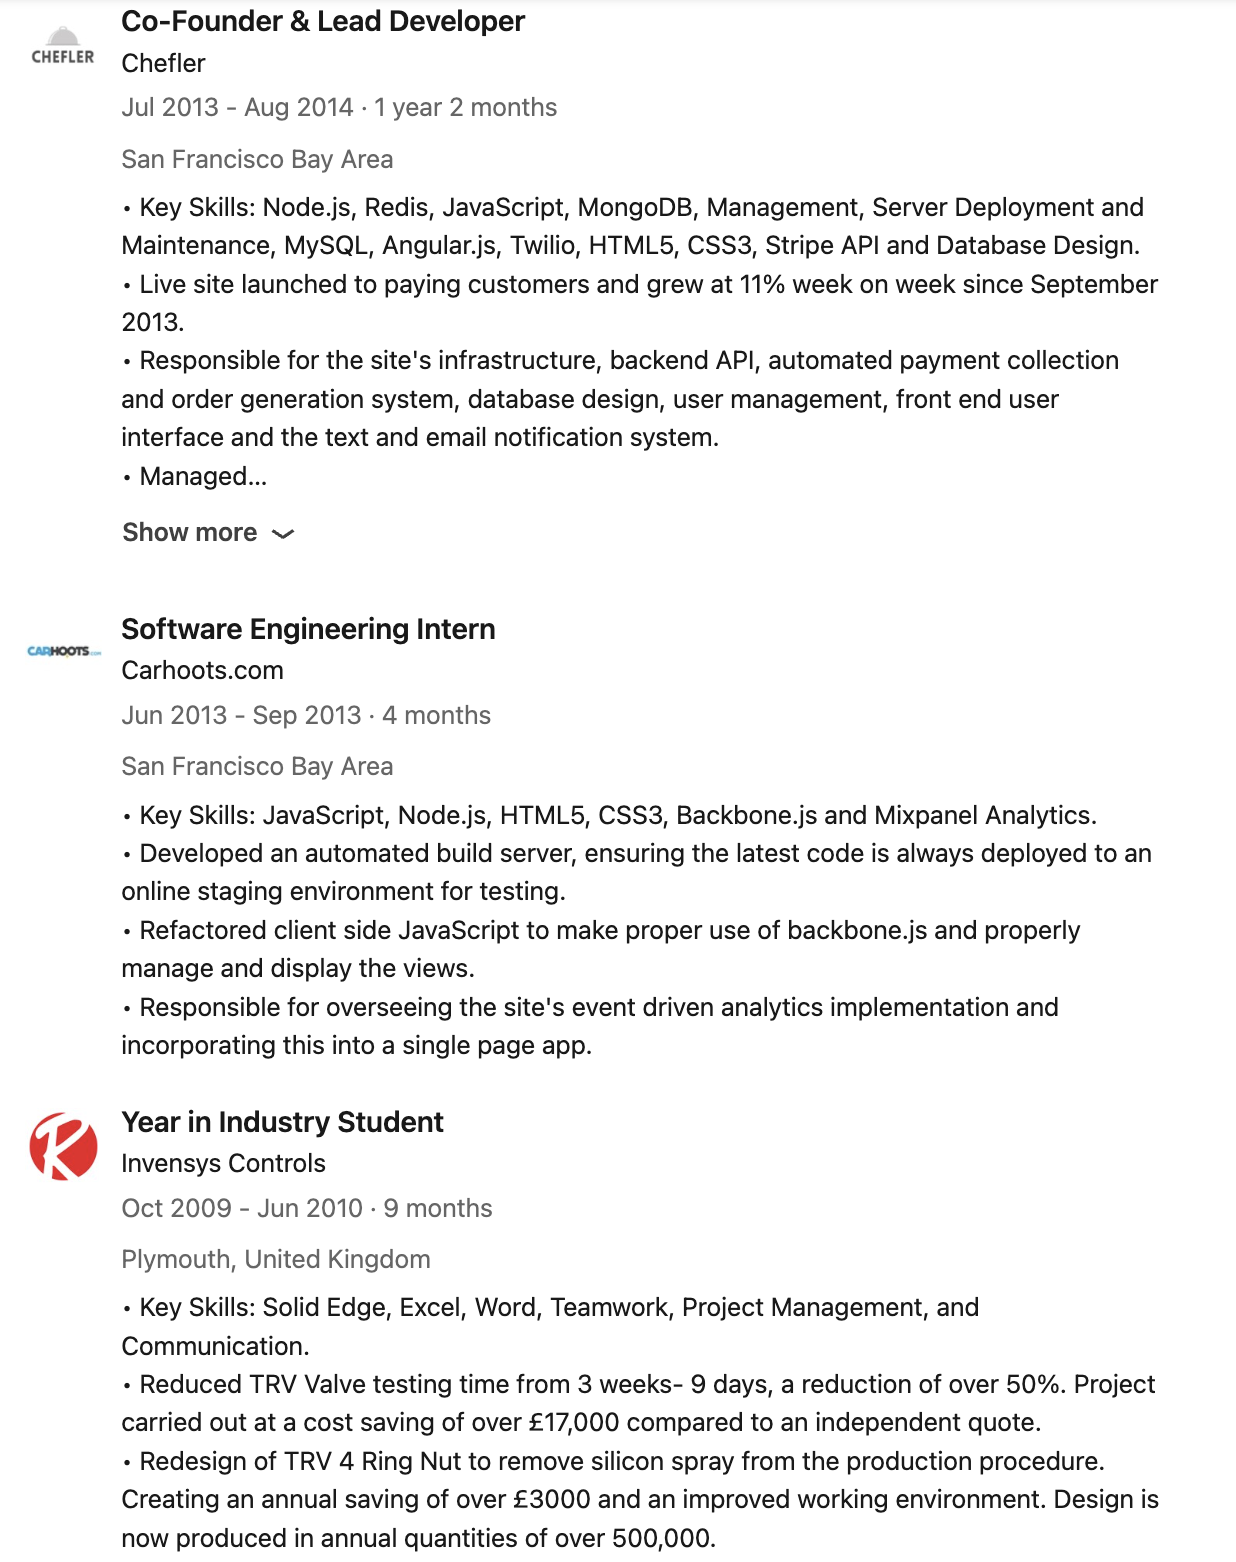 Co-Founder & Lead Developer
CHEFLER
Chefler
Jul 2013 - Aug 2014 · 1 year 2 months
San Francisco Bay Area
• Key Skills: Node.js, Redis, JavaScript, MongoDB, Management, Server Deployment and
Maintenance, MySQL, Angular.js, Twilio, HTML5, CSS3, Stripe API and Database Design.
• Live site launched to paying customers and grew at 11% week on week since September
2013.
• Responsible for the site's infrastructure, backend API, automated payment collection
and order generation system, database design, user management, front end user
interface and the text and email notification system.
• Managed...
Show more
Software Engineering Intern
CARHOOTS.com
Carhoots.com
Jun 2013 - Sep 2013 · 4 months
San Francisco Bay Area
• Key Skills: JavaScript, Node.js, HTML5, CSS3, Backbone.js and Mixpanel Analytics.
• Developed an automated build server, ensuring the latest code is always deployed to an
online staging environment for testing.
• Refactored client side JavaScript to make proper use of backbone.js and properly
manage and display the views.
• Responsible for overseeing the site's event driven analytics implementation and
incorporating this into a single page app.
Year in Industry Student
R
Invensys Controls
Oct 2009 - Jun 2010 · 9 months
Plymouth, United Kingdom
• Key Skills: Solid Edge, Excel, Word, Teamwork, Project Management, and
Communication.
• Reduced TRV Valve testing time from 3 weeks- 9 days, a reduction of over 50%. Project
carried out at a cost saving of over £17,000 compared to an independent quote.
• Redesign of TRV 4 Ring Nut to remove silicon spray from the production procedure.
Creating an annual saving of over £3000 and an improved working environment. Design is
now produced in annual quantities of over 500,000.